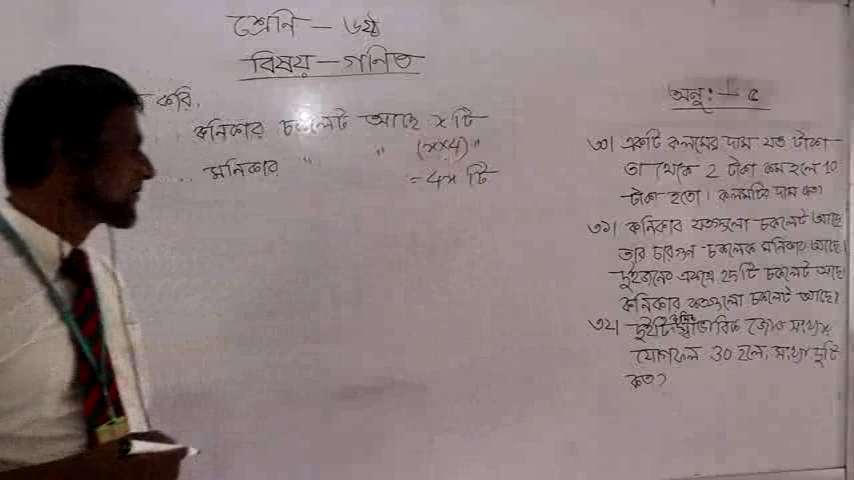 শ্রেনি - ৬ষ্ঠ
বিষয় - গনিত
করি,
কনিকার চকলেট আছে x টি
মনিকার " " (x×4) "
= 4x টি
অনু: - ৫
৩০। একটি কলমের দাম যত টাকা
তা থেকে 2 টাকা কম হলে 10
টাকা হতো। কলমটির দাম কত?
৩১। কনিকার যতগুলো চকলেট আছে
তার চারগুন চকলেট মনিকার আছে।
দুইজনের একত্রে 25টি চকলেট আছে।
কনিকার কতগুলো চকলেট আছে।
৩২। দুইটি ক্রমিক স্বাভাবিক জোড় সংখ্যার
যোগফল 30 হলে, সংখ্যা দুটি
কত?